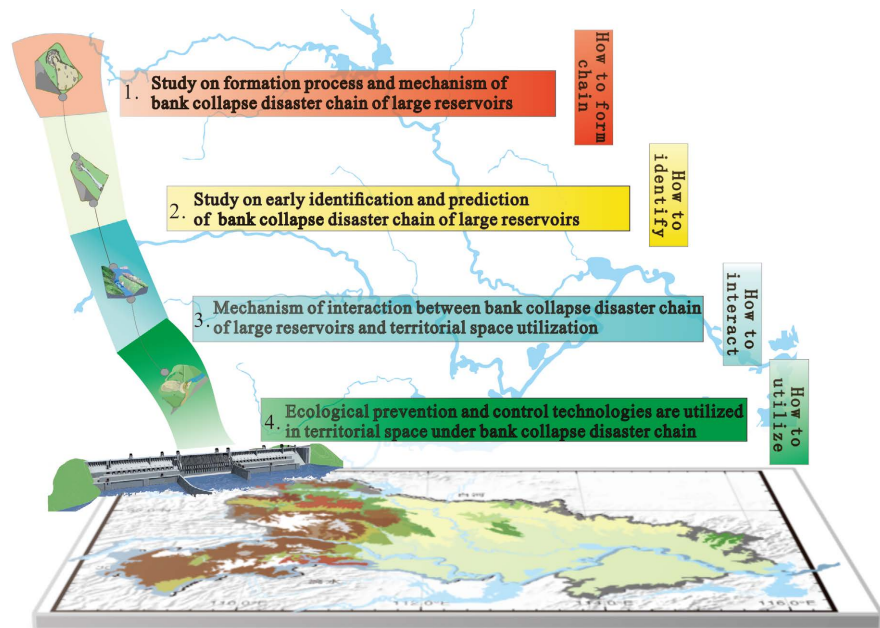 1. Study on formation process and mechanism of
bank collapse disaster chain of large reservoirs
How to form
chain
2. Study on early identification and prediction
of bank collapse disaster chain of large reservoirs
How to
identify
3. Mechanism of interaction between bank collapse disaster chain
of large reservoirs and territorial space utilization
How to
interact
4. Ecological prevention and control technologies are utilized
in territorial space under bank collapse disaster chain
How to
utilize